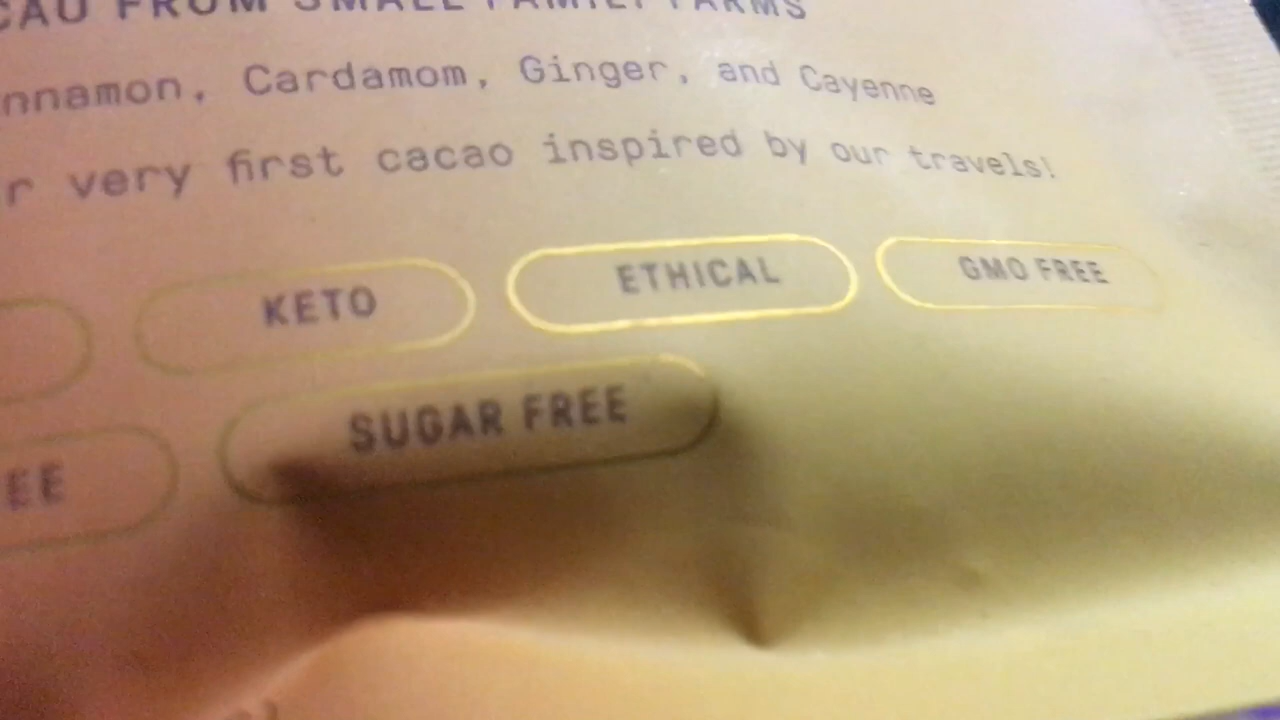 CAO FROM SMALL FAMILY FARMS
nnamon, Cardamom, Ginger, and Cayenne
r very first cacao inspired by our travels!
KETO ETHICAL GMO FREE
EE SUGAR FREE